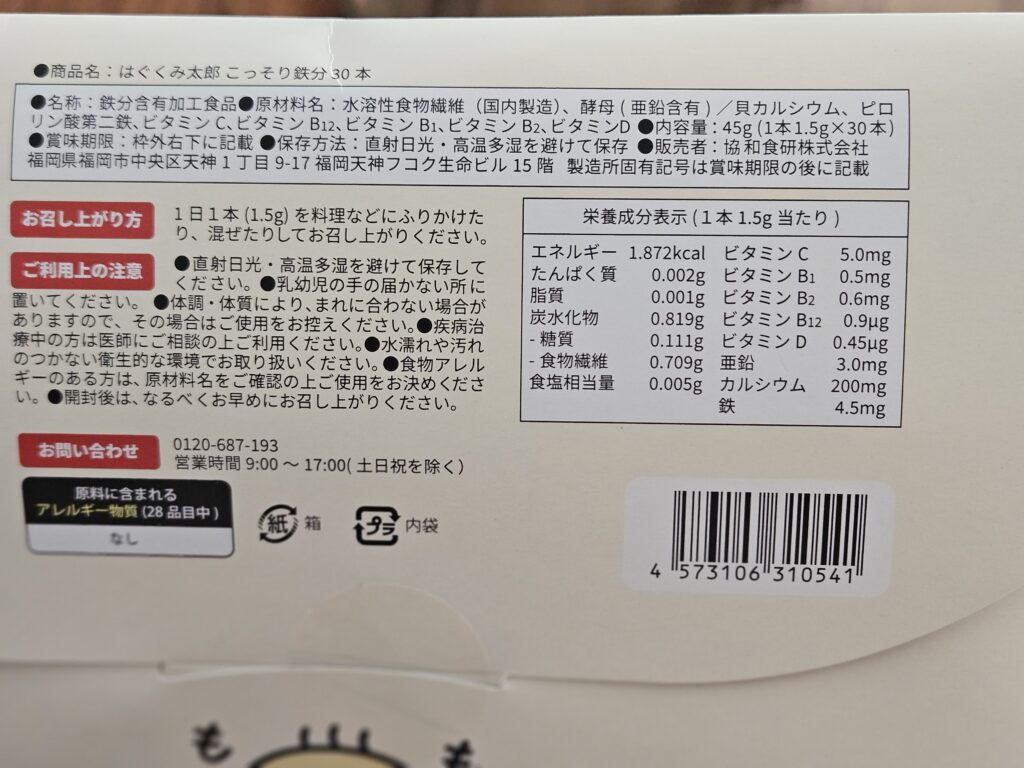 ●商品名：はぐくみ太郎 こっそり鉄分 30 本
●名称：鉄分含有加工食品●原材料名：水溶性食物繊維（国内製造）、酵母 ( 亜鉛含有 ) ／貝カルシウム、ピロ
リン酸第二鉄、ビタミン C、ビタミン B12、ビタミン B1、ビタミン B2、ビタミンD ●内容量：45g (1本1.5g×30本)
●賞味期限：枠外右下に記載 ●保存方法：直射日光・高温多湿を避けて保存 ●販売者：協和食研株式会社
福岡県福岡市中央区天神 1 丁目 9-17 福岡天神フコク生命ビル 15 階 製造所固有記号は賞味期限の後に記載
お召し上がり方
1日1本 (1.5g) を料理などにふりかけた
り、混ぜたりしてお召し上がりください。
ご利用上の注意
●直射日光・高温多湿を避けて保存して
ください。●乳幼児の手の届かない所に
置いてください。●体調・体質により、まれに合わない場合が
ありますので、その場合はご使用をお控えください。●疾病治
療中の方は医師にご相談の上ご利用ください。●水濡れや汚れ
のつかない衛生的な環境でお取り扱いください。●食物アレル
ギーのある方は、原材料名をご確認の上ご使用をお決めくださ
い。●開封後は、なるべくお早めにお召し上がりください。
栄養成分表示 ( 1 本 1.5g 当たり )
エネルギー 1.872kcal ビタミン C 5.0mg
たんぱく質 0.002g ビタミン B1 0.5mg
脂質 0.001g ビタミン B2 0.6mg
炭水化物 0.819g ビタミン B12 0.9μg
- 糖質 0.111g ビタミン D 0.45μg
- 食物繊維 0.709g 亜鉛 3.0mg
食塩相当量 0.005g カルシウム 200mg
鉄 4.5mg
お問い合わせ
0120-687-193
営業時間 9:00 ～ 17:00( 土日祝を除く )
原料に含まれる
アレルギー物質 (28 品目中 )
なし
紙 箱
プラ 内袋
4 573106 310541
も も